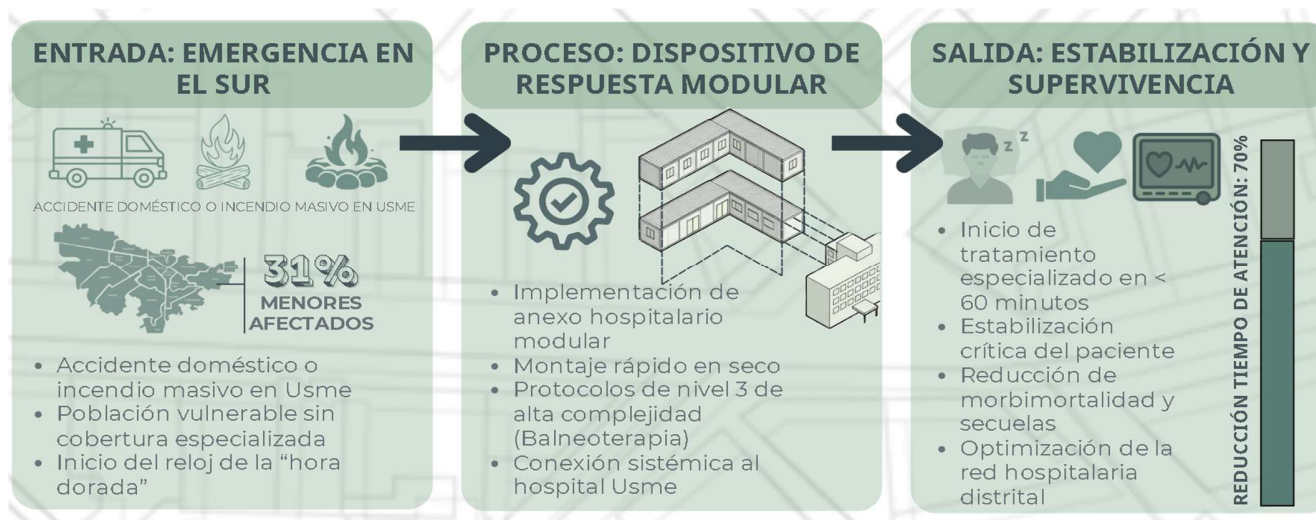 ENTRADA: EMERGENCIA EN
EL SUR
ACCIDENTE DOMÉSTICO O INCENDIO MASIVO EN USME
31%
MENORES
AFECTADOS
• Accidente doméstico o
incendio masivo en Usme
• Población vulnerable sin
cobertura especializada
• Inicio del reloj de la “hora
dorada”
PROCESO: DISPOSITIVO DE
RESPUESTA MODULAR
• Implementación de
anexo hospitalario
modular
• Montaje rápido en seco
• Protocolos de nivel 3 de
alta complejidad
(Balneoterapia)
• Conexión sistémica al
hospital Usme
SALIDA: ESTABILIZACIÓN Y
SUPERVIVENCIA
z z
• Inicio de
tratamiento
especializado en <
60 minutos
• Estabilización
crítica del paciente
• Reducción de
morbimortalidad y
secuelas
• Optimización de la
red hospitalaria
distrital
REDUCCIÓN TIEMPO DE ATENCIÓN: 70%